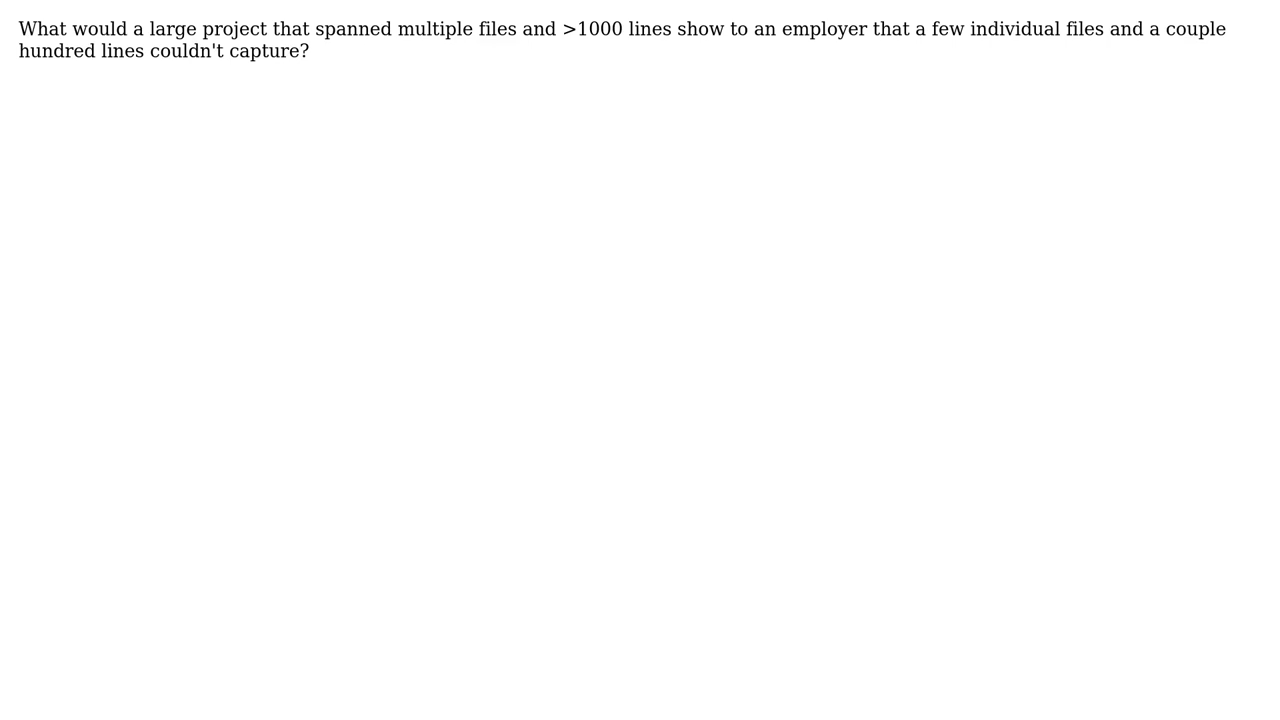 What would a large project that spanned multiple files and >1000 lines show to an employer that a few individual files and a couple
hundred lines couldn't capture?